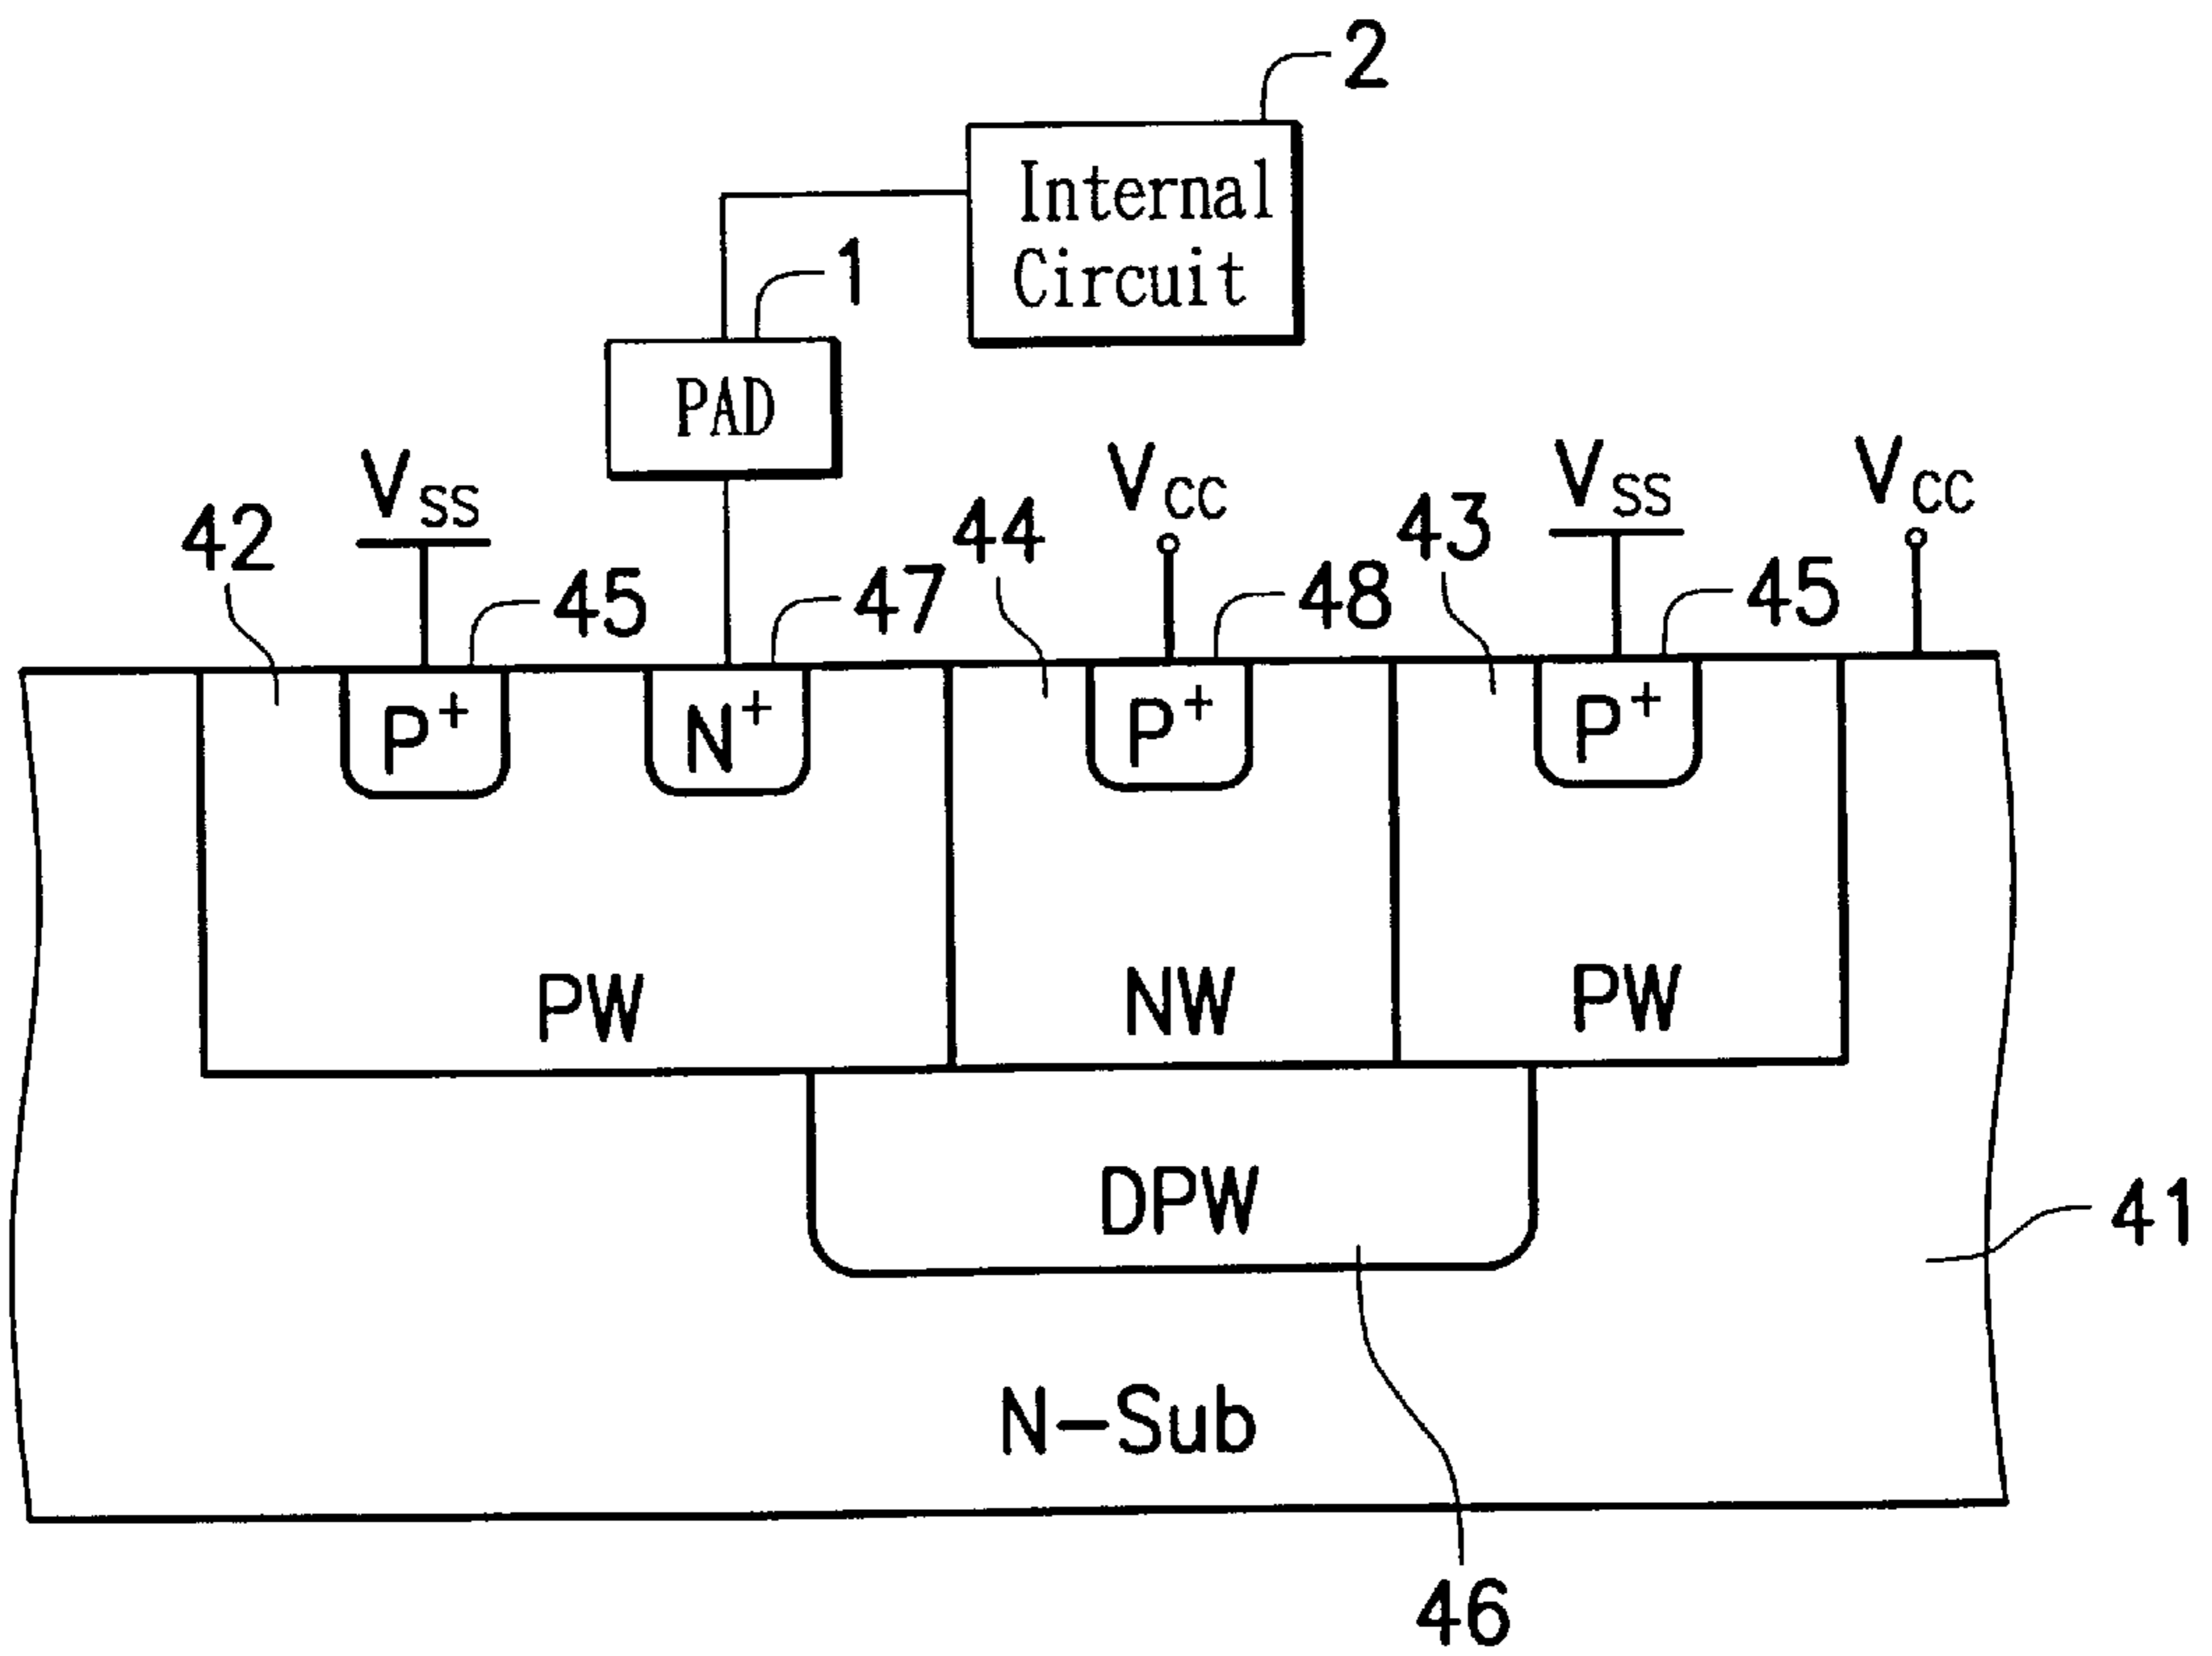 2
Internal
Circuit
1
PAD
VSS
VCC
VSS
VCC
42
45
47
44
48
43
45
P+
N+
P+
P+
PW
NW
PW
DPW
41
N-Sub
46